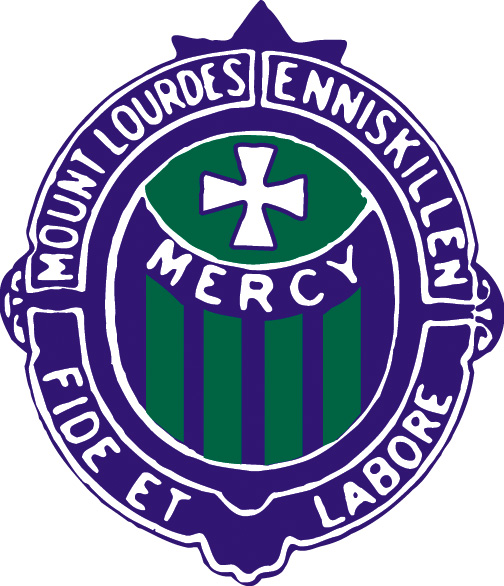 MOUNT LOURDES
ENNISKILLEN
MERCY
FIDE ET
LABORE